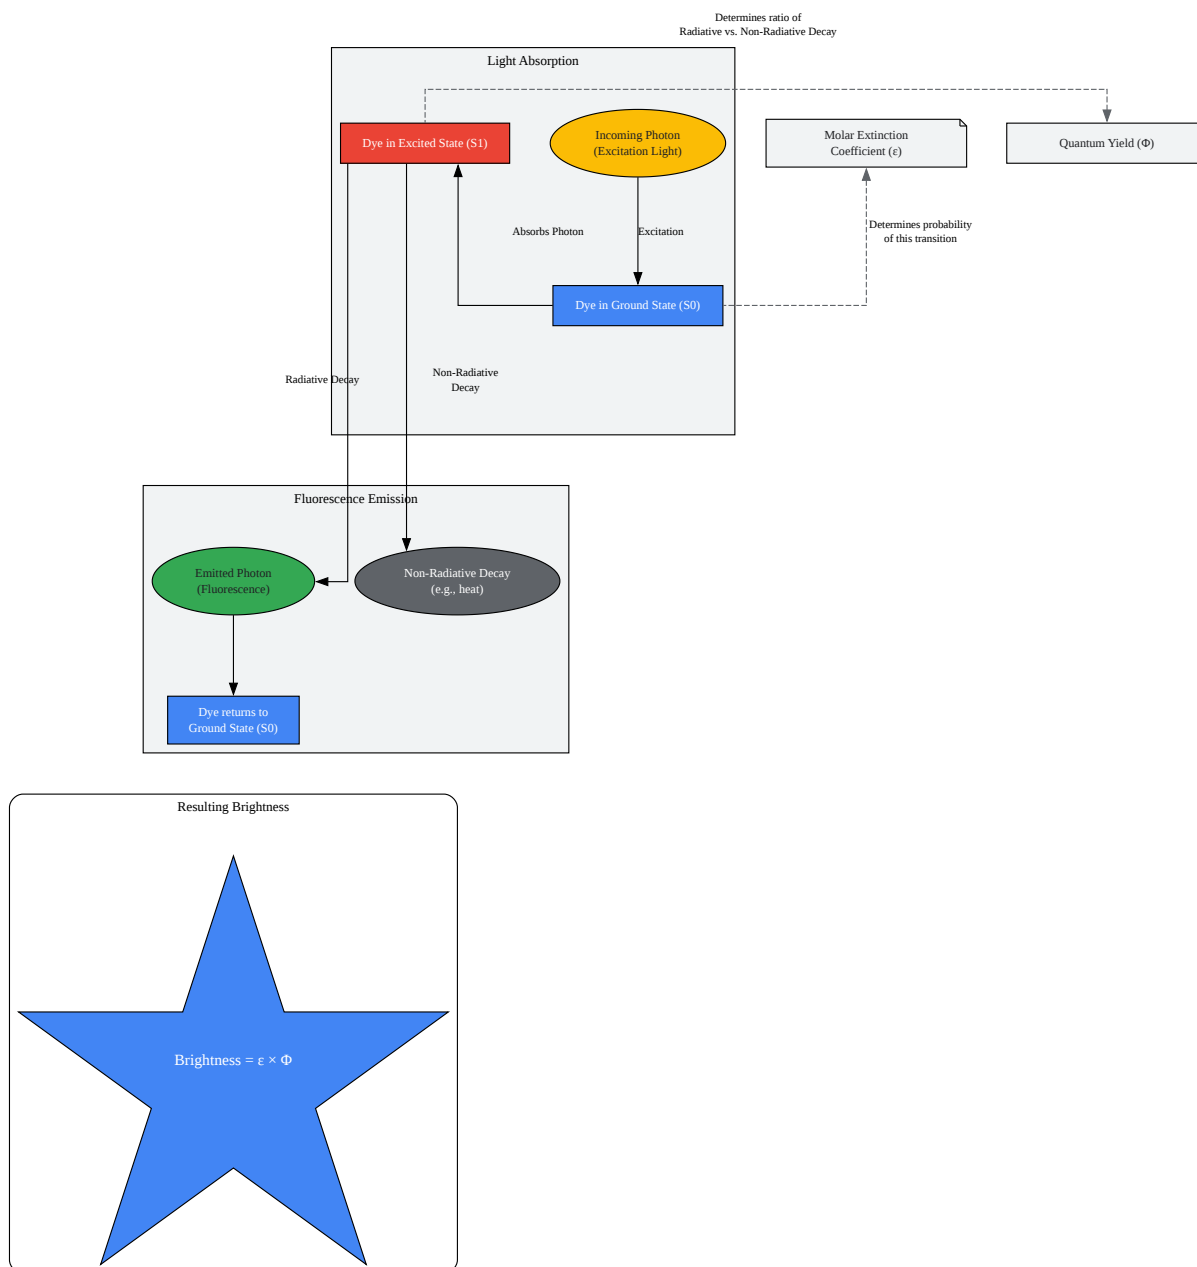 Determines ratio of
Radiative vs. Non-Radiative Decay
Light Absorption
Dye in Excited State (S1)
Incoming Photon
(Excitation Light)
Molar Extinction
Coefficient (ε)
Quantum Yield (Φ)
Absorbs Photon
Excitation
Determines probability
of this transition
Dye in Ground State (S0)
Radiative Decay
Non-Radiative
Decay
Fluorescence Emission
Emitted Photon
(Fluorescence)
Non-Radiative Decay
(e.g., heat)
Dye returns to
Ground State (S0)
Resulting Brightness
Brightness = ε × Φ